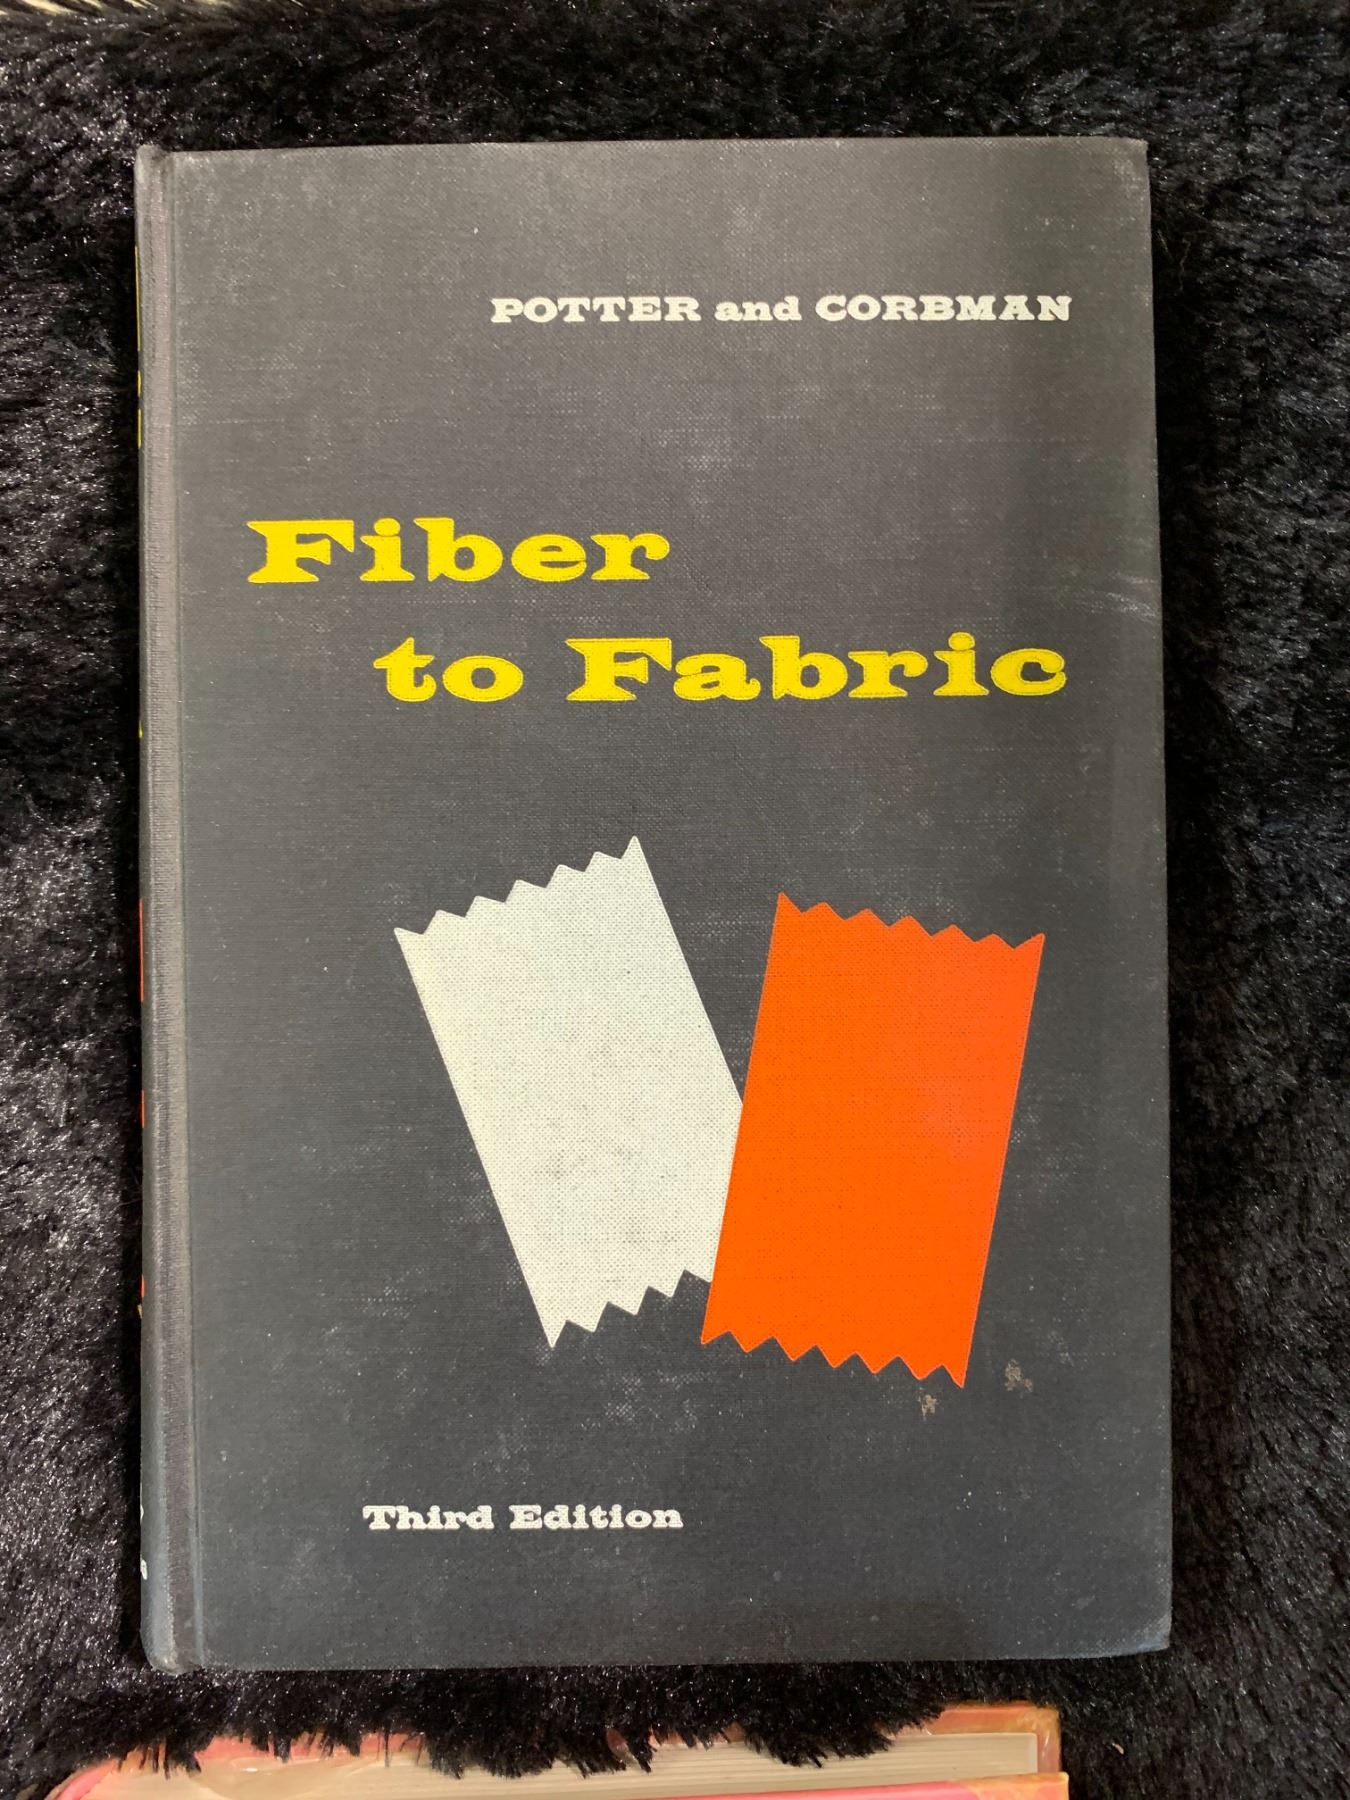 POTTER and CORBMAN
Fiber
to Fabric
Third Edition